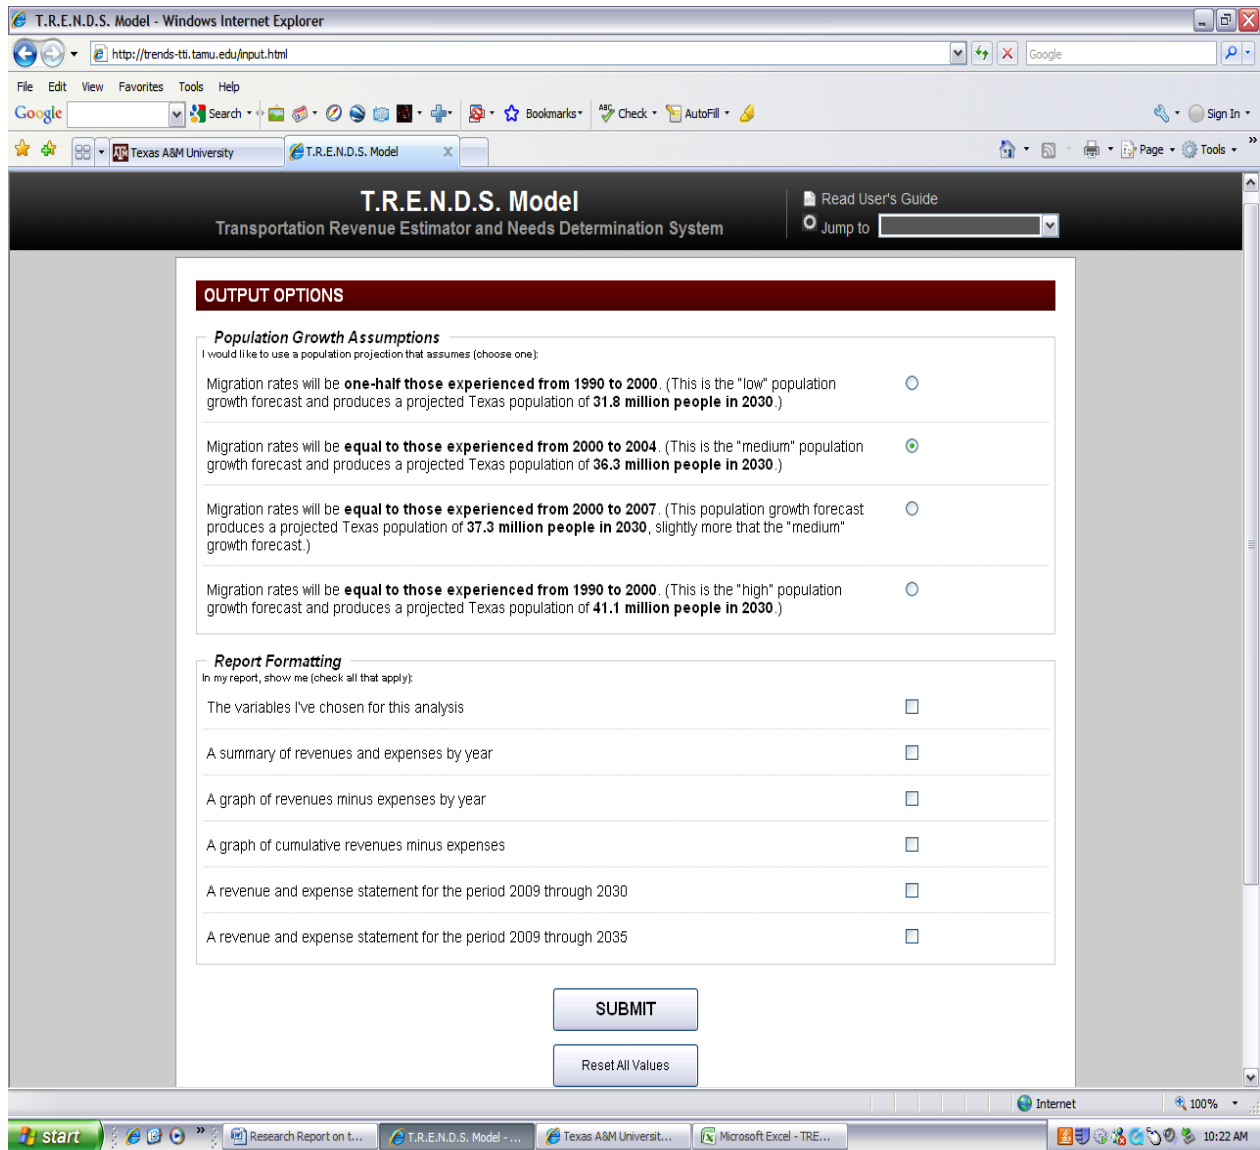 T.R.E.N.D.S. Model - Windows Internet Explorer
http://trends-tti.tamu.edu/input.html
Google
File Edit View Favorites Tools Help
Google Search Bookmarks ABC Check AutoFill Sign In
Texas A&M University T.R.E.N.D.S. Model X Page Tools
T.R.E.N.D.S. Model
Transportation Revenue Estimator and Needs Determination System
Read User's Guide
Jump to
OUTPUT OPTIONS
Population Growth Assumptions
I would like to use a population projection that assumes (choose one):
Migration rates will be one-half those experienced from 1990 to 2000. (This is the "low" population
growth forecast and produces a projected Texas population of 31.8 million people in 2030.)
Migration rates will be equal to those experienced from 2000 to 2004. (This is the "medium" population
growth forecast and produces a projected Texas population of 36.3 million people in 2030.)
Migration rates will be equal to those experienced from 2000 to 2007. (This population growth forecast
produces a projected Texas population of 37.3 million people in 2030, slightly more that the "medium"
growth forecast.)
Migration rates will be equal to those experienced from 1990 to 2000. (This is the "high" population
growth forecast and produces a projected Texas population of 41.1 million people in 2030.)
Report Formatting
In my report, show me (check all that apply):
The variables I've chosen for this analysis
A summary of revenues and expenses by year
A graph of revenues minus expenses by year
A graph of cumulative revenues minus expenses
A revenue and expense statement for the period 2009 through 2030
A revenue and expense statement for the period 2009 through 2035
SUBMIT
Reset All Values
Internet 100%
start Research Report on t... T.R.E.N.D.S. Model - ... Texas A&M Universit... Microsoft Excel - TRE... 10:22 AM